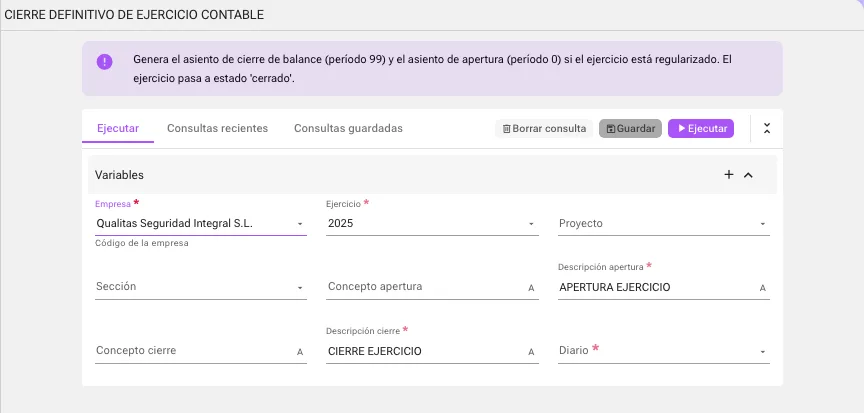 CIERRE DEFINITIVO DE EJERCICIO CONTABLE
Genera el asiento de cierre de balance (período 99) y el asiento de apertura (período 0) si el ejercicio está regularizado. El
ejercicio pasa a estado 'cerrado'.
Ejecutar Consultas recientes Consultas guardadas Borrar consulta Guardar Ejecutar
Variables
Empresa * Ejercicio *
Qualitas Seguridad Integral S.L. 2025 Proyecto
Código de la empresa
Descripción apertura *
Sección Concepto apertura A APERTURA EJERCICIO A
Descripción cierre *
Concepto cierre A CIERRE EJERCICIO A Diario *